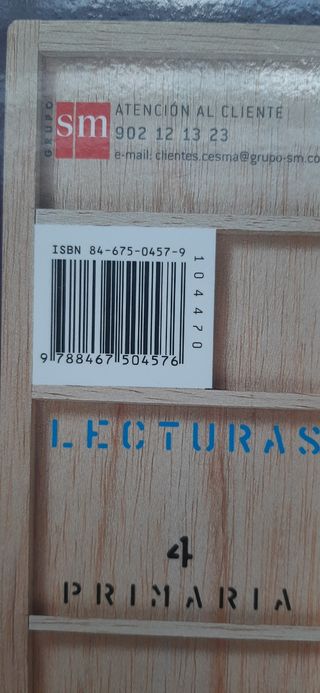 GRUPO
sm
ATENCIÓN AL CLIENTE
902 12 13 23
e-mail: clientes.cesma@grupo-sm.co
ISBN 84-675-0457-9
104470
9 788467 504576
LECTURAS
4
PRIMARIA